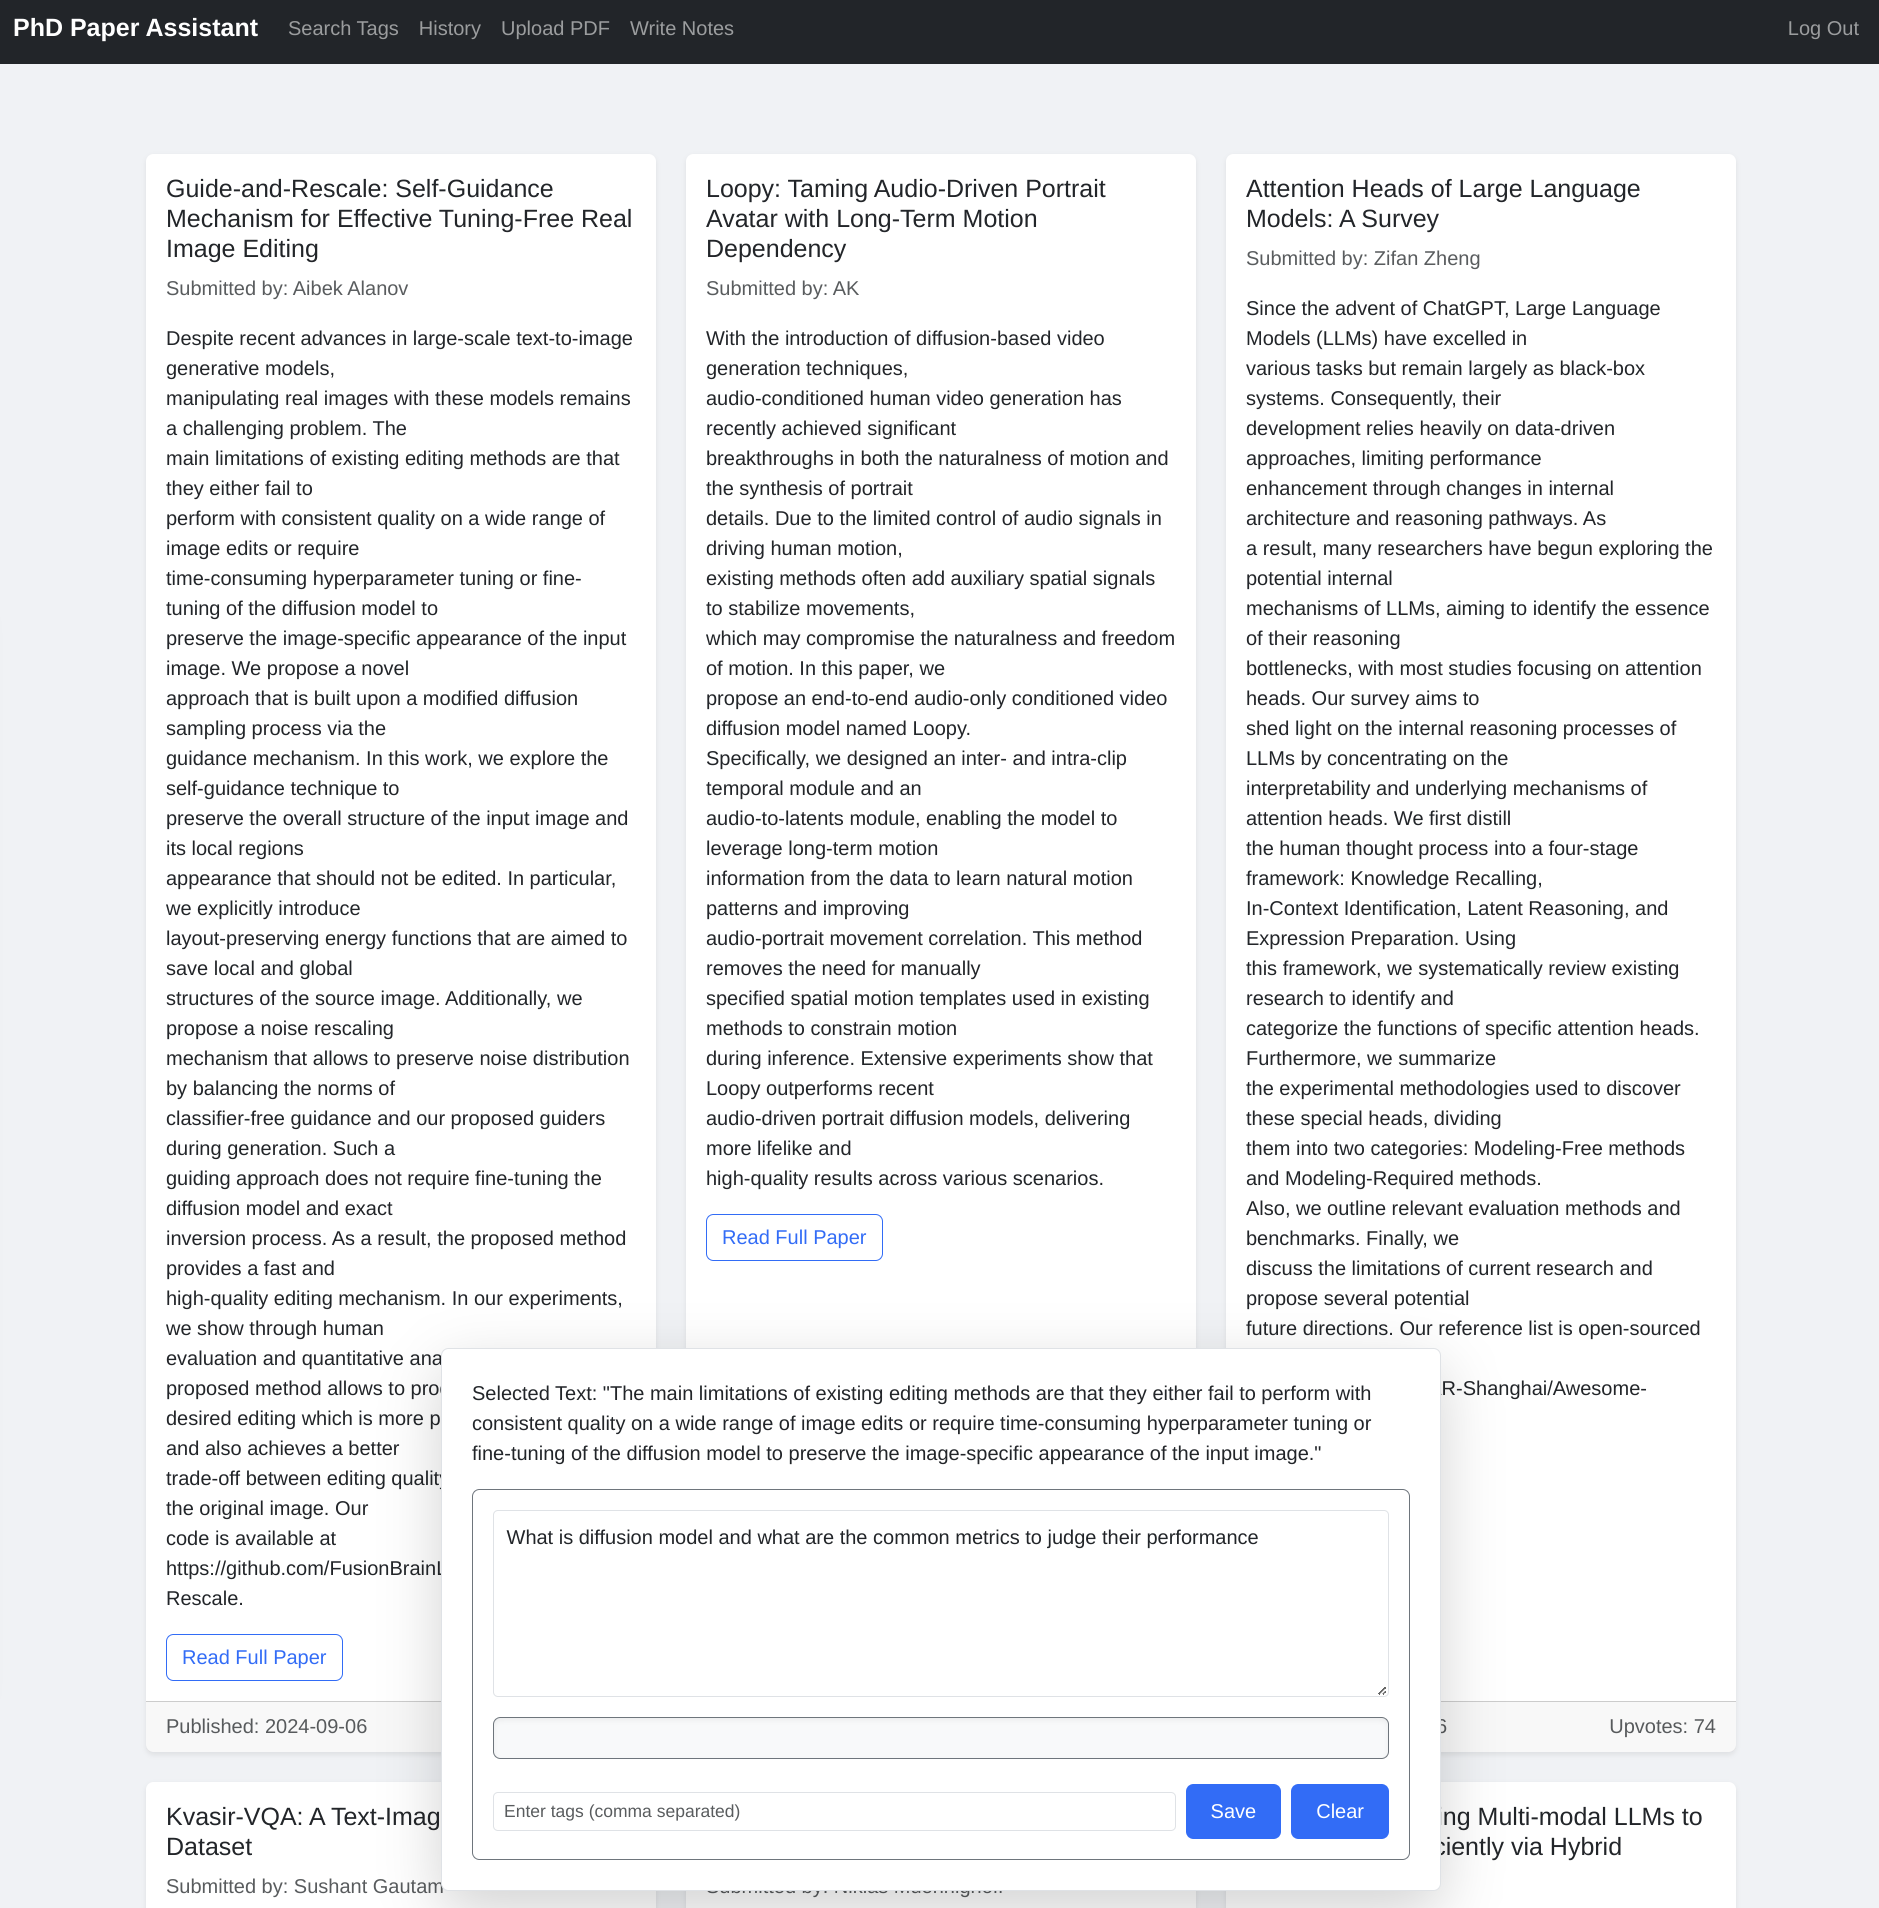 PhD Paper Assistant Search Tags History Upload PDF Write Notes Log Out
Guide-and-Rescale: Self-Guidance
Mechanism for Effective Tuning-Free Real
Image Editing
Submitted by: Aibek Alanov
Despite recent advances in large-scale text-to-image
generative models,
manipulating real images with these models remains
a challenging problem. The
main limitations of existing editing methods are that
they either fail to
perform with consistent quality on a wide range of
image edits or require
time-consuming hyperparameter tuning or fine-
tuning of the diffusion model to
preserve the image-specific appearance of the input
image. We propose a novel
approach that is built upon a modified diffusion
sampling process via the
guidance mechanism. In this work, we explore the
self-guidance technique to
preserve the overall structure of the input image and
its local regions
appearance that should not be edited. In particular,
we explicitly introduce
layout-preserving energy functions that are aimed to
save local and global
structures of the source image. Additionally, we
propose a noise rescaling
mechanism that allows to preserve noise distribution
by balancing the norms of
classifier-free guidance and our proposed guiders
during generation. Such a
guiding approach does not require fine-tuning the
diffusion model and exact
inversion process. As a result, the proposed method
provides a fast and
high-quality editing mechanism. In our experiments,
we show through human
evaluation and quantitative ana
proposed method allows to pro
desired editing which is more p
and also achieves a better
trade-off between editing quality
the original image. Our
code is available at
https://github.com/FusionBrainL
Rescale.
Read Full Paper
Published: 2024-09-06
Loopy: Taming Audio-Driven Portrait
Avatar with Long-Term Motion
Dependency
Submitted by: AK
With the introduction of diffusion-based video
generation techniques,
audio-conditioned human video generation has
recently achieved significant
breakthroughs in both the naturalness of motion and
the synthesis of portrait
details. Due to the limited control of audio signals in
driving human motion,
existing methods often add auxiliary spatial signals
to stabilize movements,
which may compromise the naturalness and freedom
of motion. In this paper, we
propose an end-to-end audio-only conditioned video
diffusion model named Loopy.
Specifically, we designed an inter- and intra-clip
temporal module and an
audio-to-latents module, enabling the model to
leverage long-term motion
information from the data to learn natural motion
patterns and improving
audio-portrait movement correlation. This method
removes the need for manually
specified spatial motion templates used in existing
methods to constrain motion
during inference. Extensive experiments show that
Loopy outperforms recent
audio-driven portrait diffusion models, delivering
more lifelike and
high-quality results across various scenarios.
Read Full Paper
Attention Heads of Large Language
Models: A Survey
Submitted by: Zifan Zheng
Since the advent of ChatGPT, Large Language
Models (LLMs) have excelled in
various tasks but remain largely as black-box
systems. Consequently, their
development relies heavily on data-driven
approaches, limiting performance
enhancement through changes in internal
architecture and reasoning pathways. As
a result, many researchers have begun exploring the
potential internal
mechanisms of LLMs, aiming to identify the essence
of their reasoning
bottlenecks, with most studies focusing on attention
heads. Our survey aims to
shed light on the internal reasoning processes of
LLMs by concentrating on the
interpretability and underlying mechanisms of
attention heads. We first distill
the human thought process into a four-stage
framework: Knowledge Recalling,
In-Context Identification, Latent Reasoning, and
Expression Preparation. Using
this framework, we systematically review existing
research to identify and
categorize the functions of specific attention heads.
Furthermore, we summarize
the experimental methodologies used to discover
these special heads, dividing
them into two categories: Modeling-Free methods
and Modeling-Required methods.
Also, we outline relevant evaluation methods and
benchmarks. Finally, we
discuss the limitations of current research and
propose several potential
future directions. Our reference list is open-sourced
R-Shanghai/Awesome-
6 Upvotes: 74
Selected Text: "The main limitations of existing editing methods are that they either fail to perform with
consistent quality on a wide range of image edits or require time-consuming hyperparameter tuning or
fine-tuning of the diffusion model to preserve the image-specific appearance of the input image."
What is diffusion model and what are the common metrics to judge their performance
Enter tags (comma separated) Save Clear
Kvasir-VQA: A Text-Imag
Dataset
Submitted by: Sushant Gautam
ng Multi-modal LLMs to
ciently via Hybrid